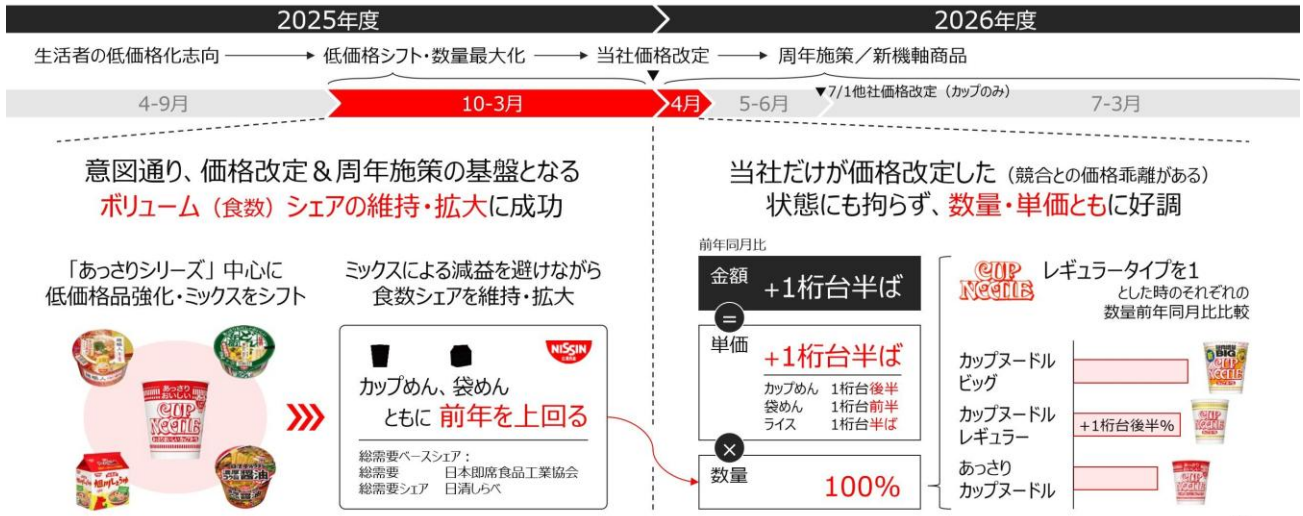 2025年度
2026年度
生活者の低価格化志向
低価格シフト・数量最大化
当社価格改定
周年施策／新機軸商品
4-9月
10-3月
4月
5-6月
▼7/1他社価格改定（カップのみ）
7-3月
意図通り、価格改定＆周年施策の基盤となる
ボリューム（食数）シェアの維持・拡大に成功
「あっさりシリーズ」中心に
低価格品強化・ミックスをシフト
あっさり
おいしい
CUP
NOODLE
ミックスによる減益を避けながら
食数シェアを維持・拡大
NISSIN
カップめん、袋めん
ともに 前年を上回る
総需要ベースシェア：
総需要 日本即席食品工業協会
総需要シェア 日清しらべ
当社だけが価格改定した（競合との価格乖離がある）
状態にも拘らず、数量・単価ともに好調
前年同月比
金額 +1桁台半ば
=
単価 +1桁台半ば
カップめん 1桁台後半
袋めん 1桁台前半
ライス 1桁台半ば
×
数量 100%
CUP
NOODLE
レギュラータイプを1
とした時のそれぞれの
数量前年同月比比較
カップヌードル
ビッグ
BIG
カップヌードル
レギュラー
+1桁台後半%
あっさり
カップヌードル